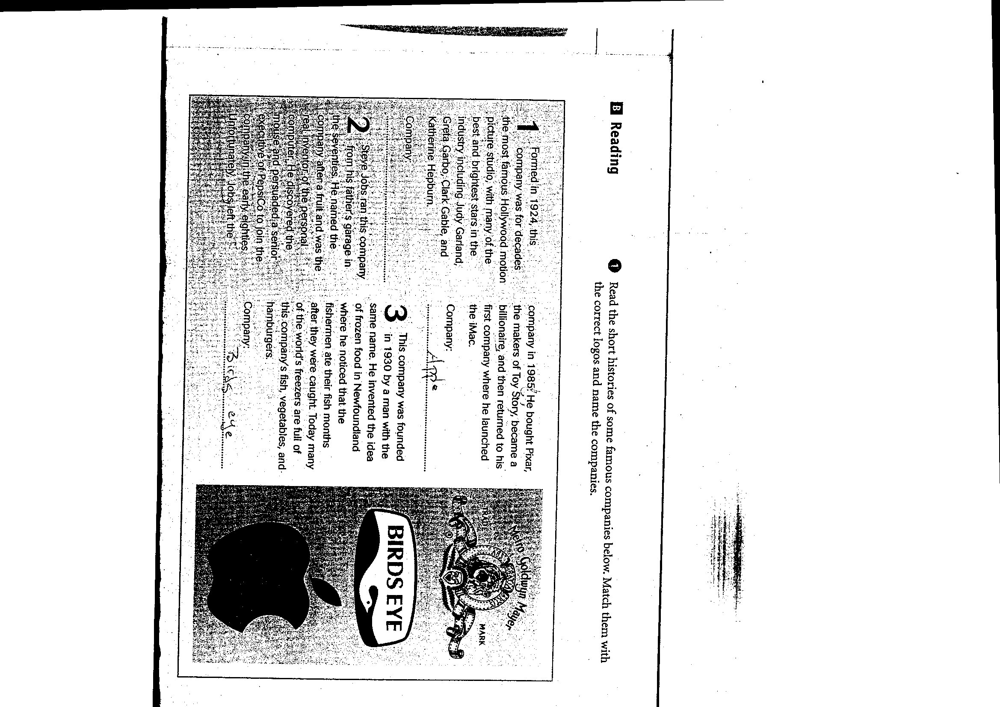 B Reading
1 Read the short histories of some famous companies below. Match them with
the correct logos and name the companies.
1 Formed in 1924, this
company was for decades
the most famous Hollywood motion
picture studio, with many of the
best and brightest stars in the
industry including Judy Garland,
Greta Garbo, Clark Gable, and
Katherine Hepburn.
Company
2 Steve Jobs ran this company
from his father's garage in
the seventies. He named the
company after a fruit and was the
real inventor of the personal
computer. He discovered the
mouse and persuaded a senior
executive of PepsiCo to join the
company in the early eighties.
Unfortunately, Jobs left the
company in 1985. He bought Pixar,
the makers of Toy Story, became a
billionaire, and then returned to his
first company where he launched
the iMac.
Company:
Apple
3 This company was founded
in 1930 by a man with the
same name. He invented the idea
of frozen food in Newfoundland
where he noticed that the
fishermen ate their fish months
after they were caught. Today many
of the world's freezers are full of
this company's fish, vegetables, and
hamburgers.
Company:
Birds eye
Metro Goldwyn Mayer
TRADE MARK
ARS GRATIA ARTIS
BIRDS EYE